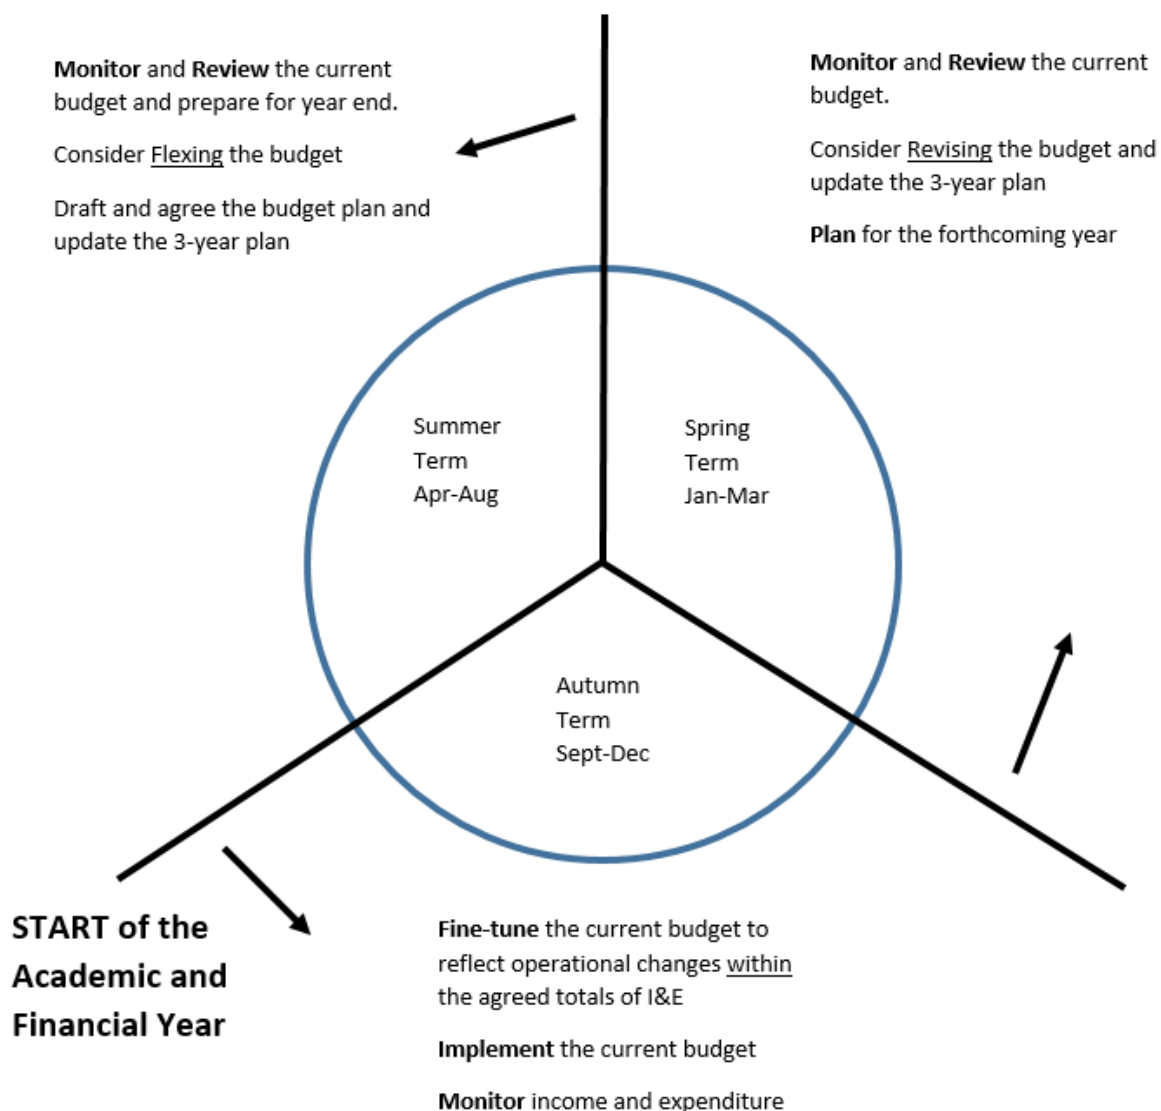 Monitor and Review the current
budget and prepare for year end.
Consider Flexing the budget
Draft and agree the budget plan and
update the 3-year plan
Monitor and Review the current
budget.
Consider Revising the budget and
update the 3-year plan
Plan for the forthcoming year
Summer
Term
Apr-Aug
Spring
Term
Jan-Mar
Autumn
Term
Sept-Dec
START of the
Academic and
Financial Year
Fine-tune the current budget to
reflect operational changes within
the agreed totals of I&E
Implement the current budget
Monitor income and expenditure